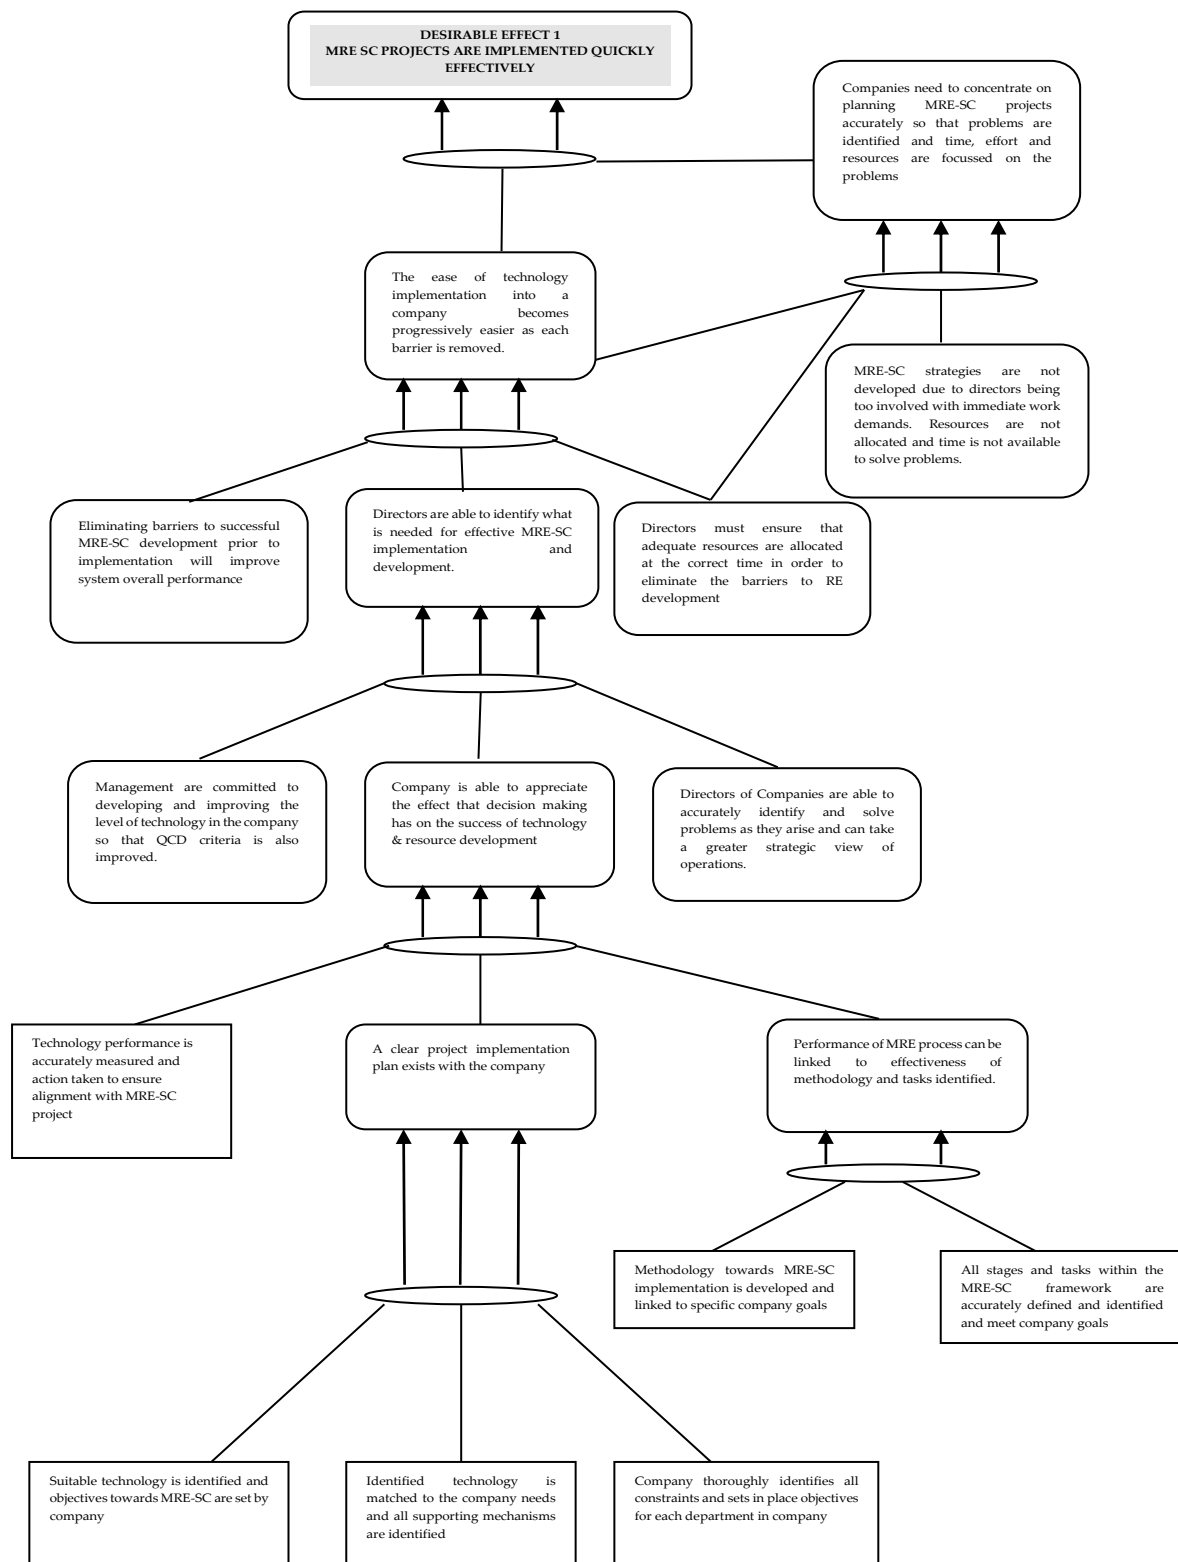 DESIRABLE EFFECT 1
MRE SC PROJECTS ARE IMPLEMENTED QUICKLY
EFFECTIVELY
Companies need to concentrate on
planning MRE-SC projects
accurately so that problems are
identified and time, effort and
resources are focussed on the
problems
The ease of technology
implementation into a
company becomes
progressively easier as each
barrier is removed.
MRE-SC strategies are not
developed due to directors being
too involved with immediate work
demands. Resources are not
allocated and time is not available
to solve problems.
Eliminating barriers to successful
MRE-SC development prior to
implementation will improve
system overall performance
Directors are able to identify what
is needed for effective MRE-SC
implementation and
development.
Directors must ensure that
adequate resources are allocated
at the correct time in order to
eliminate the barriers to RE
development
Management are committed to
developing and improving the
level of technology in the company
so that QCD criteria is also
improved.
Company is able to appreciate
the effect that decision making
has on the success of technology
& resource development
Directors of Companies are able to
accurately identify and solve
problems as they arise and can take
a greater strategic view of
operations.
Technology performance is
accurately measured and
action taken to ensure
alignment with MRE-SC
project
A clear project implementation
plan exists with the company
Performance of MRE process can be
linked to effectiveness of
methodology and tasks identified.
Methodology towards MRE-SC
implementation is developed and
linked to specific company goals
All stages and tasks within the
MRE-SC framework are
accurately defined and identified
and meet company goals
Suitable technology is identified and
objectives towards MRE-SC are set by
company
Identified technology is
matched to the company needs
and all supporting mechanisms
are identified
Company thoroughly identifies all
constraints and sets in place objectives
for each department in company